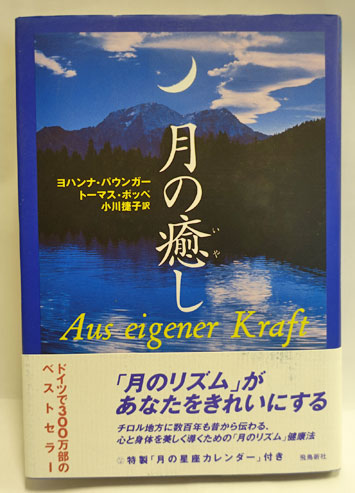 月の癒し
いや
ヨハンナ・パウンガー
トーマス・ポッペ
小川捷子訳
Aus eigener Kraft
ドイツで300万部の
ベストセラー
「月のリズム」が
あなたをきれいにする
チロル地方に数百年も昔から伝わる、
心と身体を美しく導くための「月のリズム」健康法
特製「月の星座カレンダー」付き
飛鳥新社